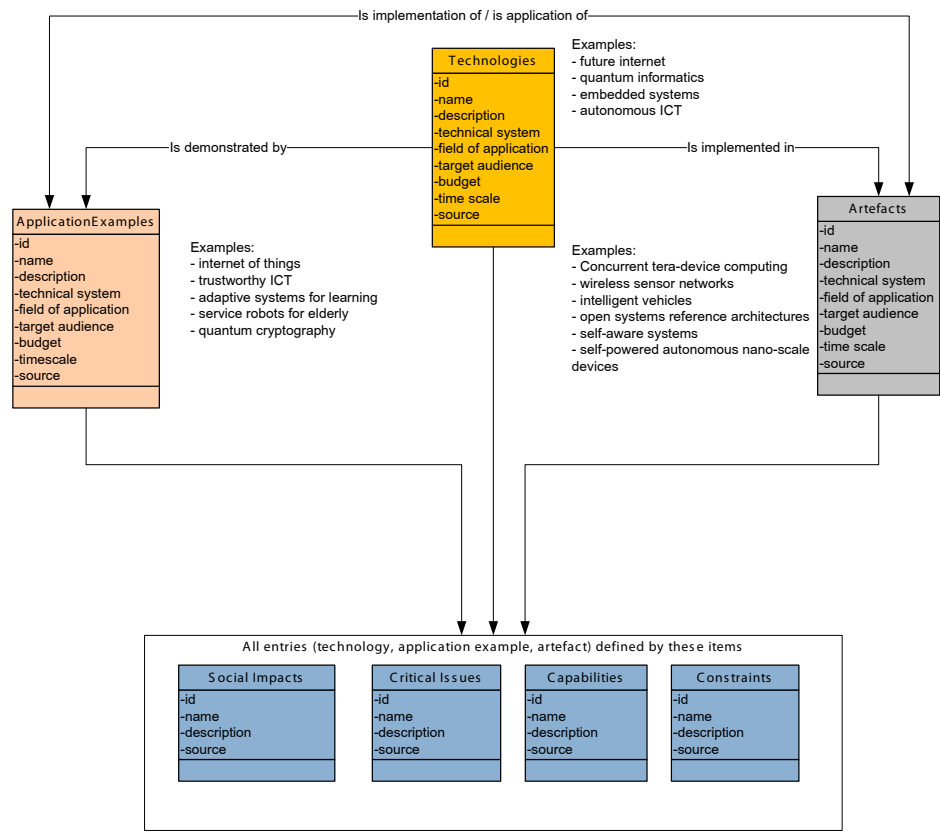 Is implementation of / is application of
Technologies
-id
-name
-description
-technical system
-field of application
-target audience
-budget
-time scale
-source
Examples:
- future internet
- quantum informatics
- embedded systems
- autonomous ICT
Is demonstrated by
Is implemented in
ApplicationExamples
-id
-name
-description
-technical system
-field of application
-target audience
-budget
-timescale
-source
Examples:
- internet of things
- trustworthy ICT
- adaptive systems for learning
- service robots for elderly
- quantum cryptography
Examples:
- Concurrent tera-device computing
- wireless sensor networks
- intelligent vehicles
- open systems reference architectures
- self-aware systems
- self-powered autonomous nano-scale
devices
Artefacts
-id
-name
-description
-technical system
-field of application
-target audience
-budget
-time scale
-source
All entries (technology, application example, artefact) defined by these items
Social Impacts
-id
-name
-description
-source
Critical Issues
-id
-name
-description
-source
Capabilities
-id
-name
-description
-source
Constraints
-id
-name
-description
-source